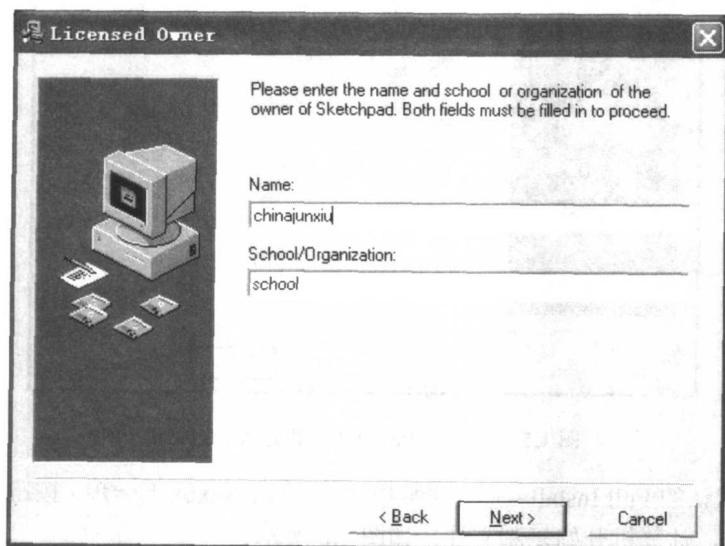 Licensed Owner
Please enter the name and school or organization of the
owner of Sketchpad. Both fields must be filled in to proceed.
Name:
chinajunxiu
School/Organization:
school
< Back
Next >
Cancel